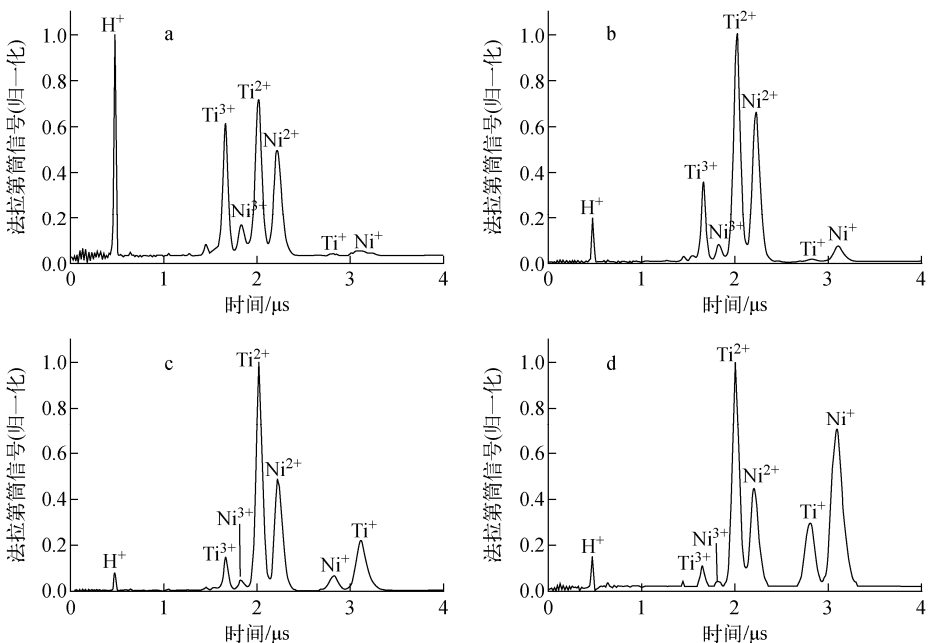 法拉第筒信号(归一化)
a
H⁺
Ti³⁺
Ni³⁺
Ti²⁺
Ni²⁺
Ti⁺
Ni⁺
1.0
0.8
0.6
0.4
0.2
0.0
0 1 2 3 4
时间/μs
法拉第筒信号(归一化)
b
H⁺
Ti³⁺
Ni³⁺
Ti²⁺
Ni²⁺
Ti⁺
Ni⁺
1.0
0.8
0.6
0.4
0.2
0.0
0 1 2 3 4
时间/μs
法拉第筒信号(归一化)
c
H⁺
Ti³⁺
Ni³⁺
Ti²⁺
Ni²⁺
Ni⁺
Ti⁺
1.0
0.8
0.6
0.4
0.2
0.0
0 1 2 3 4
时间/μs
法拉第筒信号(归一化)
d
H⁺
Ti³⁺
Ni³⁺
Ti²⁺
Ni²⁺
Ti⁺
Ni⁺
1.0
0.8
0.6
0.4
0.2
0.0
0 1 2 3 4
时间/μs